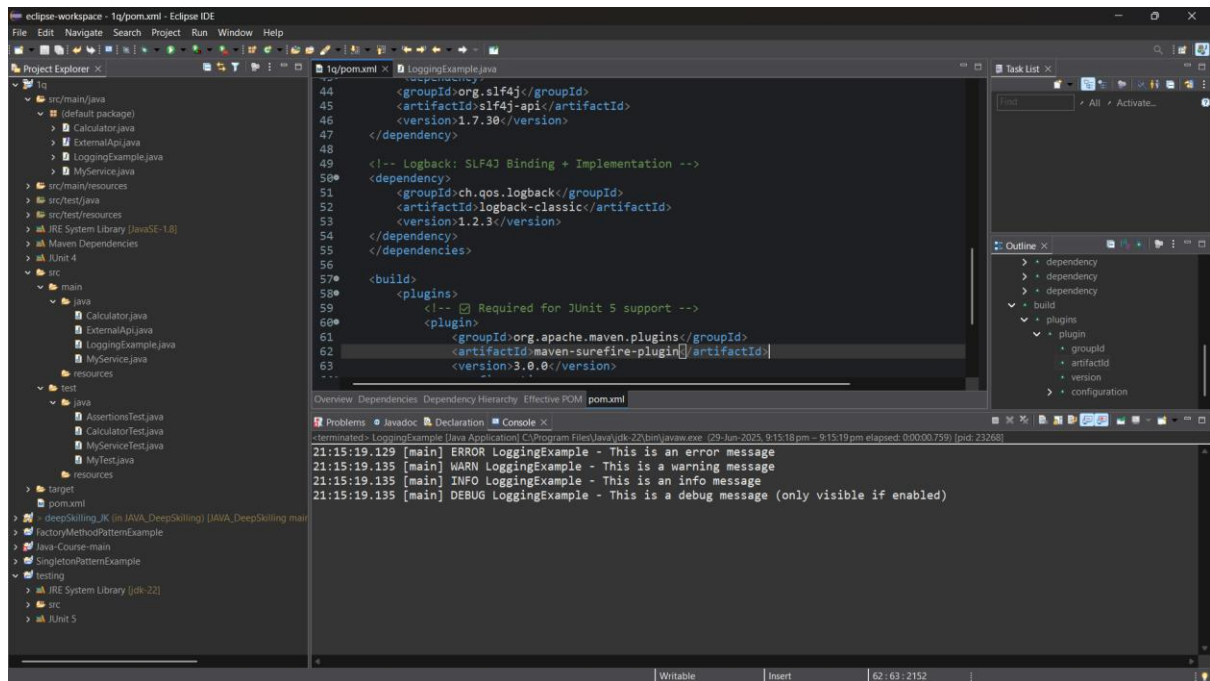 eclipse-workspace - 1q/pom.xml - Eclipse IDE
File Edit Navigate Search Project Run Window Help
Project Explorer
1q
src/main/java
(default package)
Calculator.java
ExternalApi.java
LoggingExample.java
MyService.java
src/main/resources
src/test/java
src/test/resources
JRE System Library [JavaSE-1.8]
Maven Dependencies
JUnit 4
src
main
java
Calculator.java
ExternalApi.java
LoggingExample.java
MyService.java
resources
test
java
AssertionsTest.java
CalculatorTest.java
MyServiceTest.java
MyTest.java
resources
target
pom.xml
> deepSkilling_JK (in JAVA_DeepSkilling) [JAVA_DeepSkilling main
FactoryMethodPatternExample
Java-Course-main
SingletonPatternExample
testing
JRE System Library [jdk-22]
src
JUnit 5
1q/pom.xml LoggingExample.java
43 <dependency>
44 <groupId>org.slf4j</groupId>
45 <artifactId>slf4j-api</artifactId>
46 <version>1.7.30</version>
47 </dependency>
48
49 <!-- Logback: SLF4J Binding + Implementation -->
50 <dependency>
51 <groupId>ch.qos.logback</groupId>
52 <artifactId>logback-classic</artifactId>
53 <version>1.2.3</version>
54 </dependency>
55 </dependencies>
56
57 <build>
58 <plugins>
59 <!-- ☑ Required for JUnit 5 support -->
60 <plugin>
61 <groupId>org.apache.maven.plugins</groupId>
62 <artifactId>maven-surefire-plugin</artifactId>
63 <version>3.0.0</version>
Overview Dependencies Dependency Hierarchy Effective POM pom.xml
Problems Javadoc Declaration Console
<terminated> LoggingExample [Java Application] C:\Program Files\Java\jdk-22\bin\javaw.exe (29-Jun-2025, 9:15:18 pm – 9:15:19 pm elapsed: 0:00:00.759) [pid: 23268]
21:15:19.129 [main] ERROR LoggingExample - This is an error message
21:15:19.135 [main] WARN LoggingExample - This is a warning message
21:15:19.135 [main] INFO LoggingExample - This is an info message
21:15:19.135 [main] DEBUG LoggingExample - This is a debug message (only visible if enabled)
Task List
Find All Activate...
Outline
dependency
dependency
dependency
build
plugins
plugin
groupId
artifactId
version
configuration
Writable Insert 62 : 63 : 2152